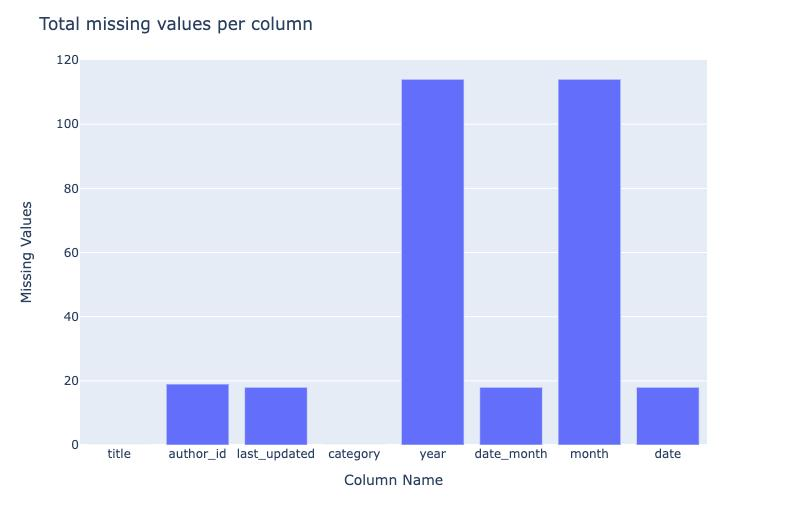 Total missing values per column
120
100
80
60
40
20
0
Missing Values
title author_id last_updated category year date_month month date
Column Name